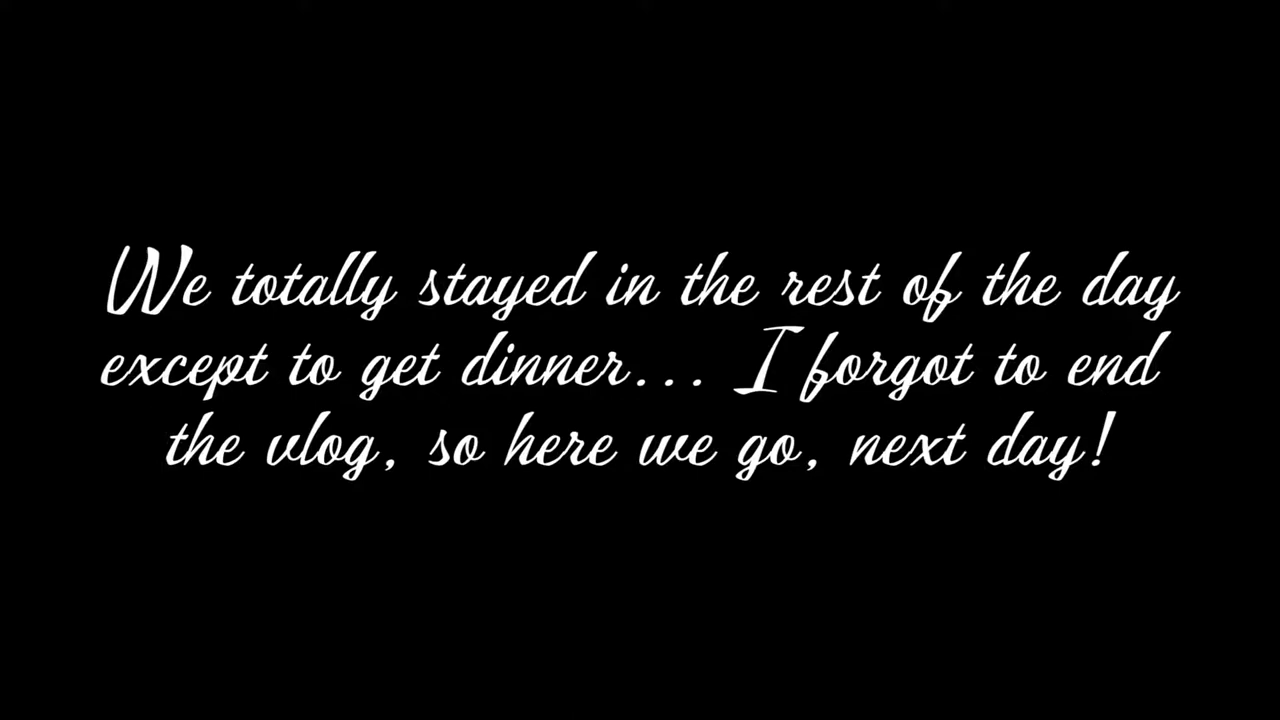 We totally stayed in the rest of the day
except to get dinner... I forgot to end
the vlog, so here we go, next day!